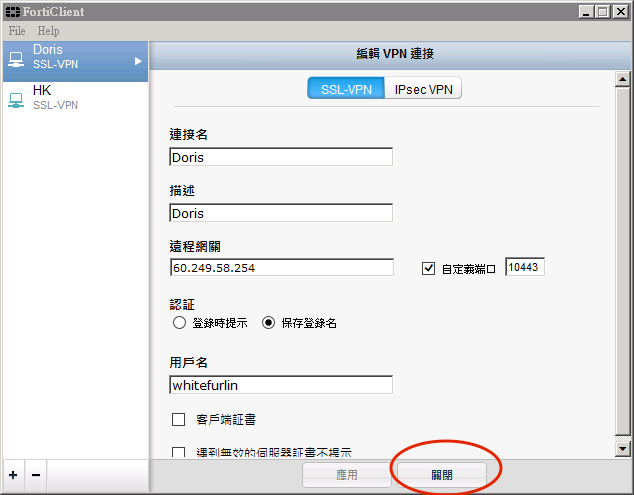 FortiClient
File Help
Doris
SSL-VPN
HK
SSL-VPN
編輯 VPN 連接
SSL-VPN IPsec VPN
連接名
Doris
描述
Doris
遠程網關
60.249.58.254 自定義端口 10443
認証
登錄時提示 保存登錄名
用戶名
whitefurlin
客戶端証書
遇到無效的伺服器証書不提示
應用 關閉